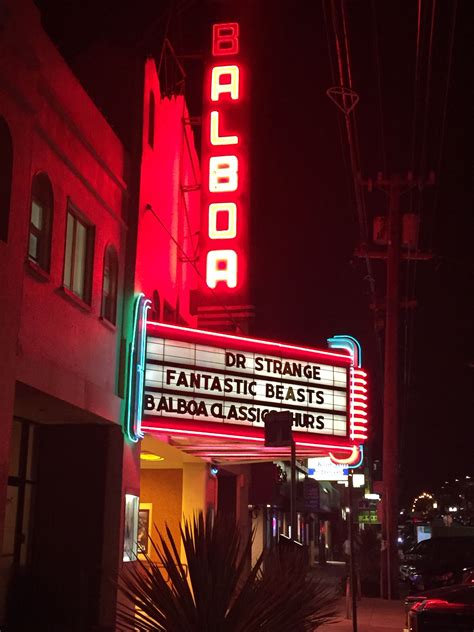 BALBOA
DR STRANGE
FANTASTIC BEASTS
BALBOA CLASSICS THURS